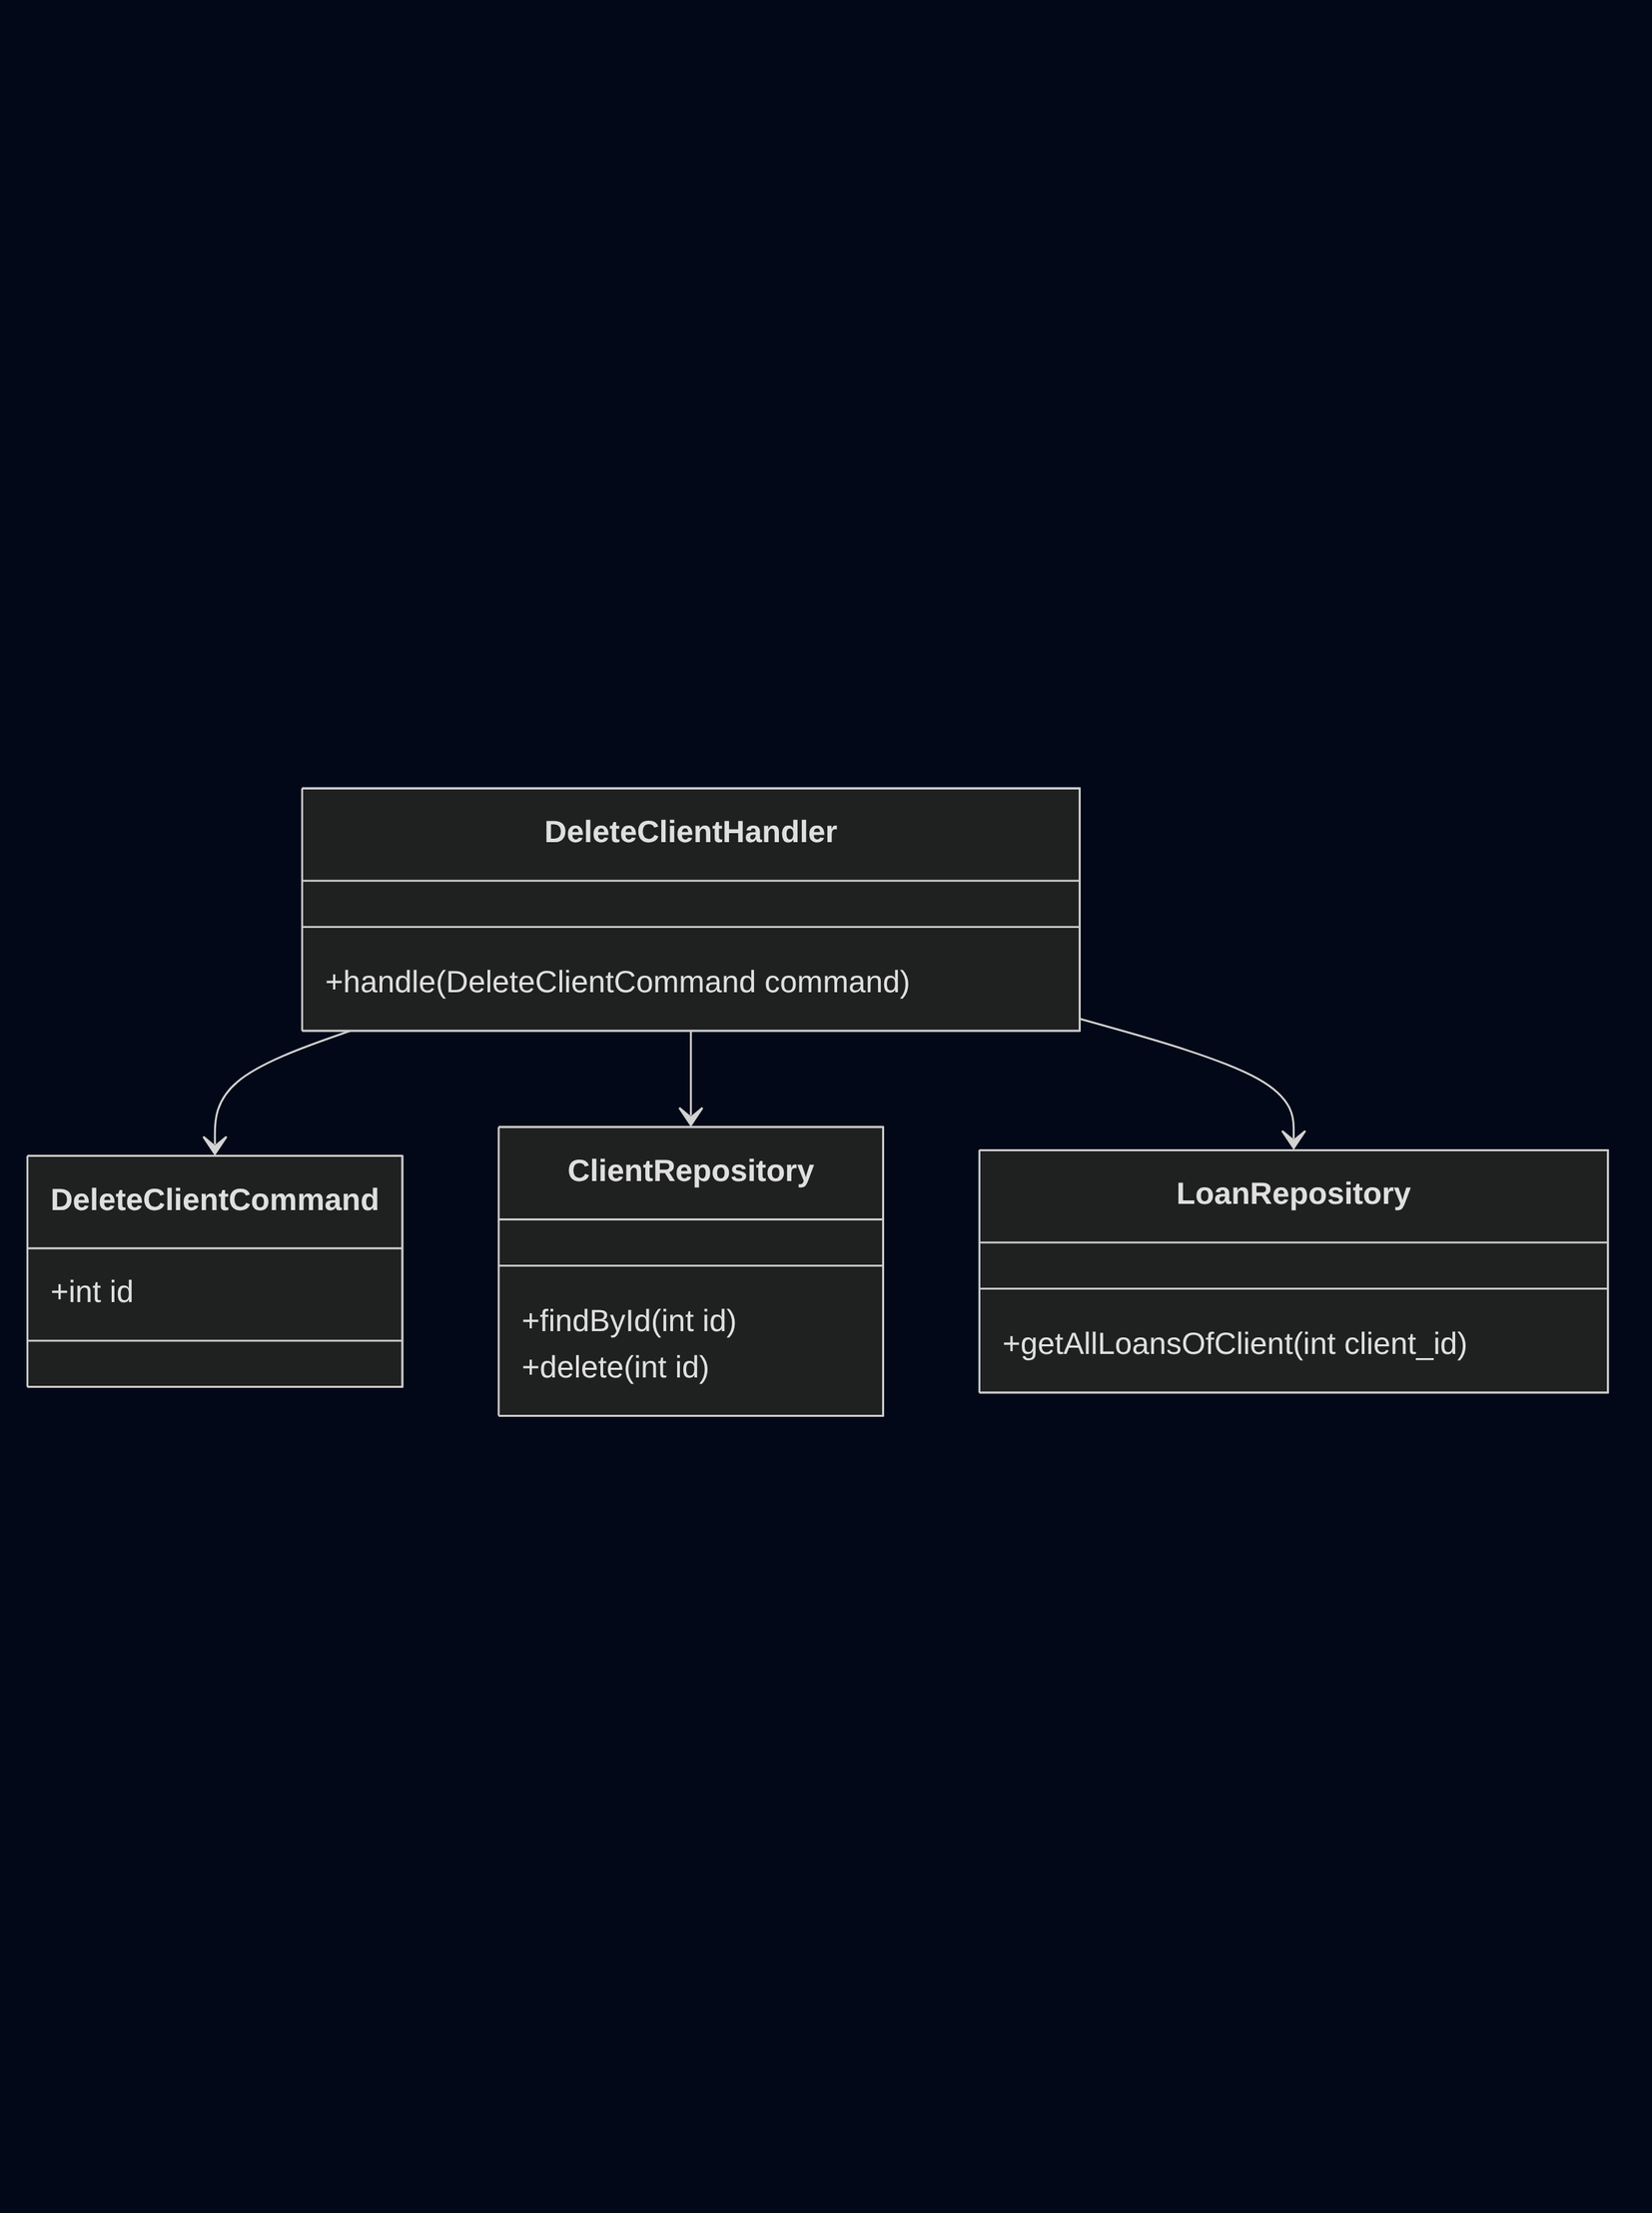 DeleteClientHandler
+handle(DeleteClientCommand command)
DeleteClientCommand
+int id
ClientRepository
+findById(int id)
+delete(int id)
LoanRepository
+getAllLoansOfClient(int client_id)